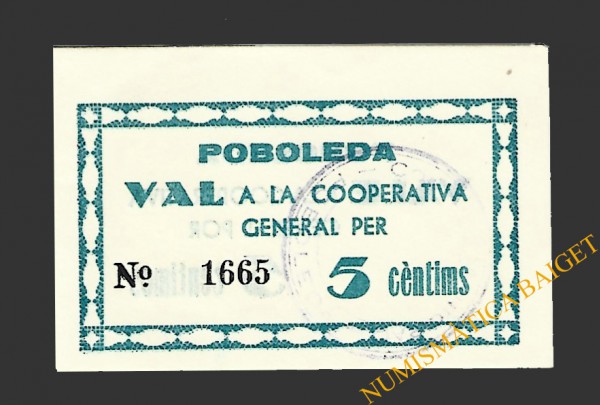 POBOLEDA
VAL A LA COOPERATIVA
GENERAL PER
Nº 1665 5 cèntims
NUMISMATICA BAIGET